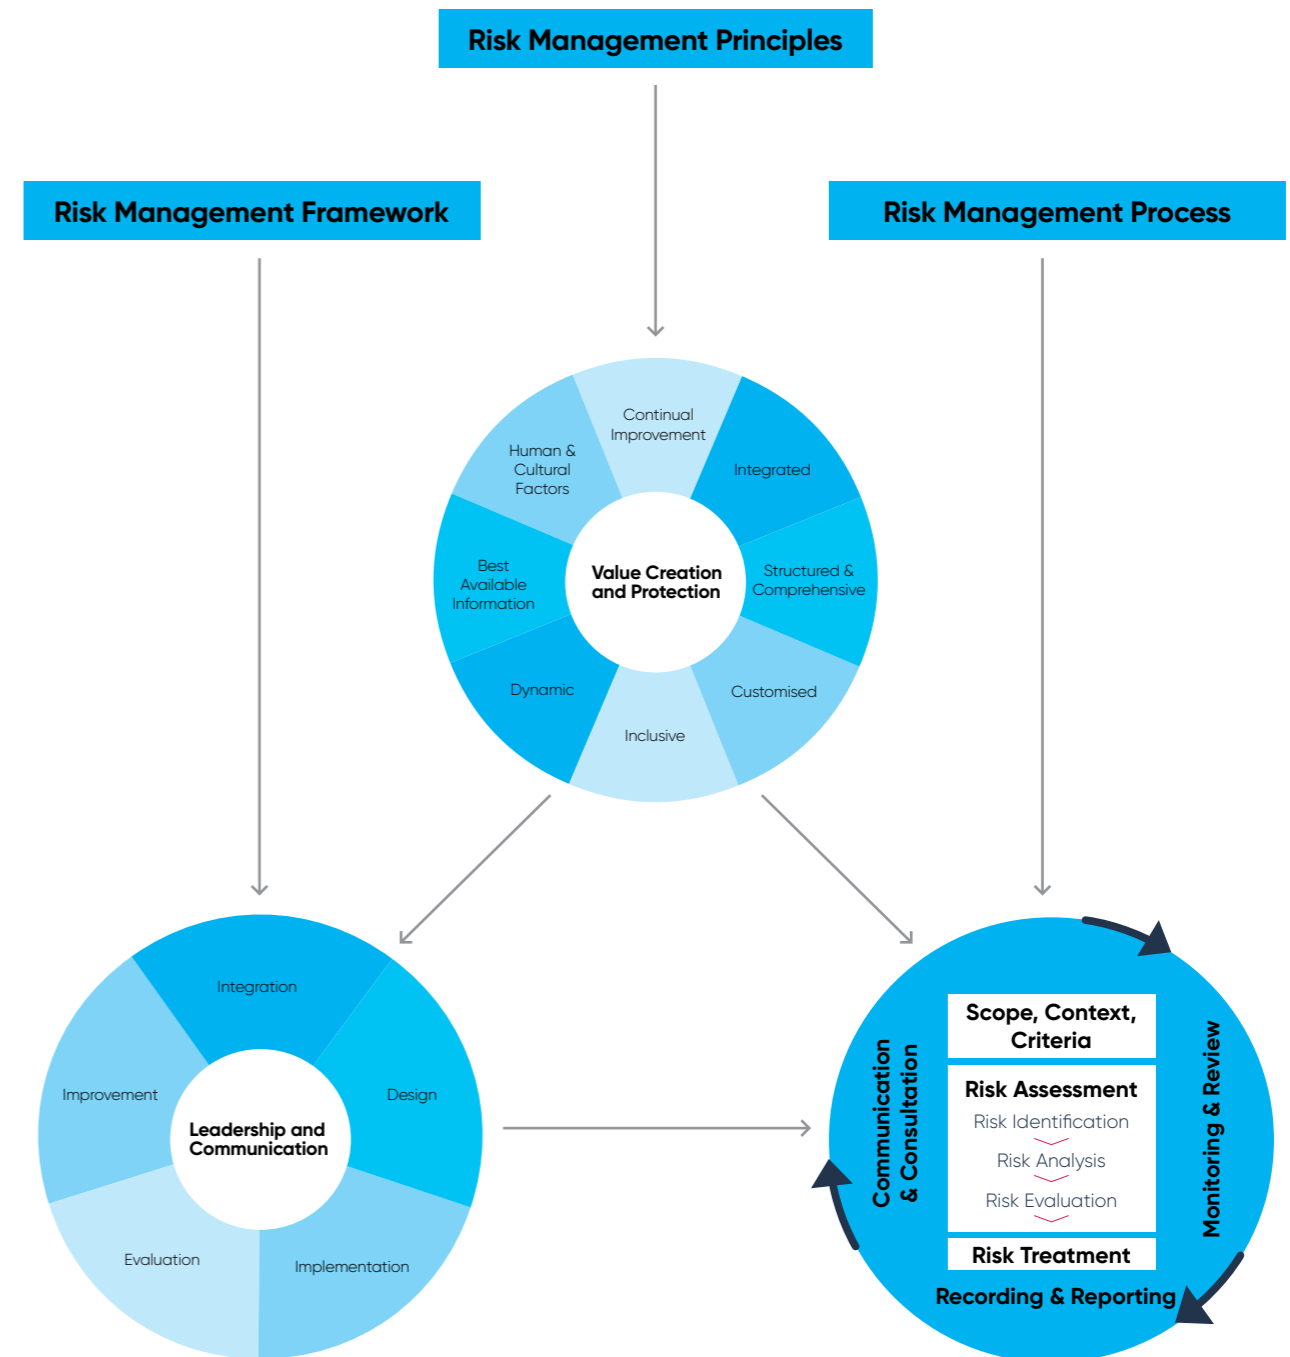 Risk Management Principles
Risk Management Framework
Risk Management Process
Continual
Improvement
Integrated
Structured &
Comprehensive
Customised
Inclusive
Dynamic
Best
Available
Information
Human &
Cultural
Factors
Value Creation
and Protection
Integration
Design
Implementation
Evaluation
Improvement
Leadership and
Communication
Communication
& Consultation
Scope, Context,
Criteria
Risk Assessment
Risk Identification
Risk Analysis
Risk Evaluation
Risk Treatment
Monitoring & Review
Recording & Reporting